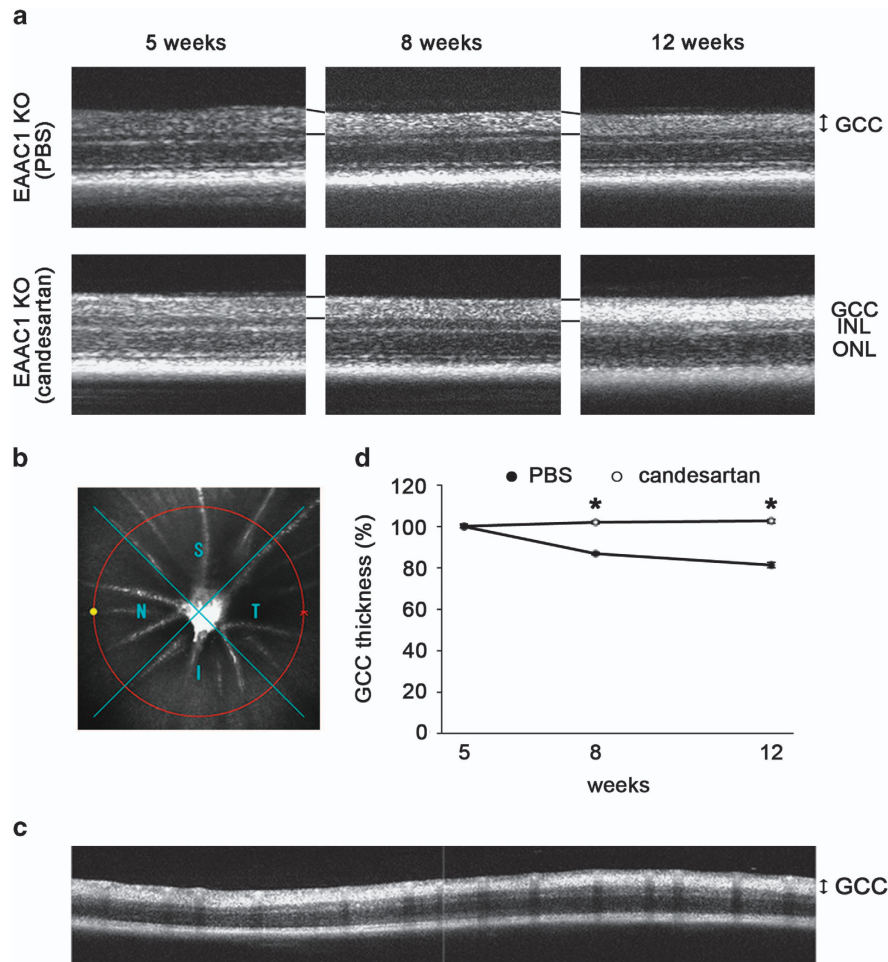 a
5 weeks
8 weeks
12 weeks
EAAC1 KO
(PBS)
GCC
EAAC1 KO
(candesartan)
GCC
INL
ONL
b
S
N
T
I
d
PBS
candesartan
*
*
120
100
80
60
40
20
0
GCC thickness (%)
5
8
12
weeks
c
GCC